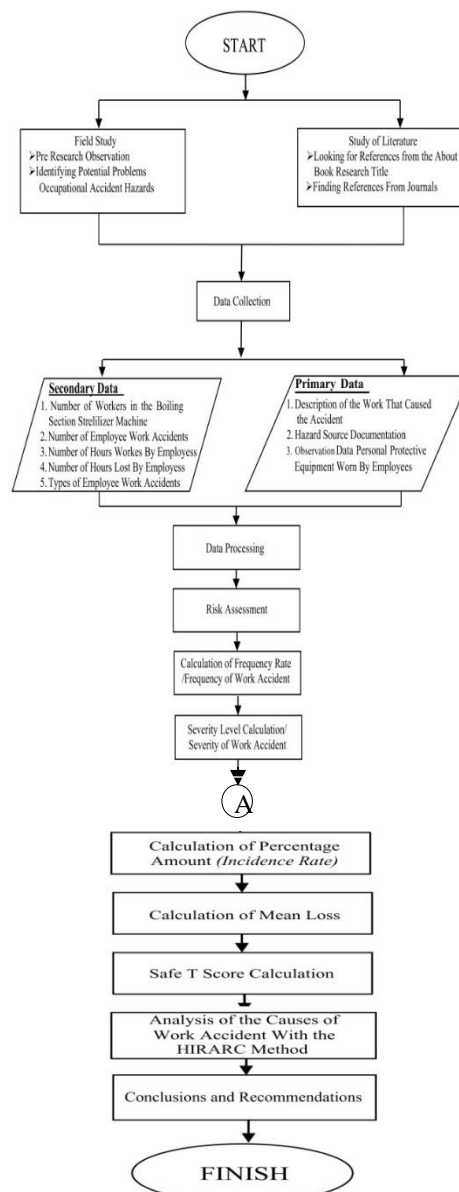 START
Field Study
➢Pre Research Observation
➢Identifying Potential Problems
Occupational Accident Hazards
Study of Literature
➢Looking for References from the About
Book Research Title
➢Finding References From Journals
Data Collection
Secondary Data
1. Number of Workers in the Boiling
Section Strelilizer Machine
2. Number of Employee Work Accidents
3. Number of Hours Workes By Employess
4. Number of Hours Lost By Employess
5. Types of Employee Work Accidents
Primary Data
1. Description of the Work That Caused
the Accident
2. Hazard Source Documentation
3. Observation Data Personal Protective
Equipment Worn By Employees
Data Processing
Risk Assessment
Calculation of Frequency Rate
/Frequency of Work Accident
Severity Level Calculation/
Severity of Work Accident
A
Calculation of Percentage
Amount (Incidence Rate)
Calculation of Mean Loss
Safe T Score Calculation
Analysis of the Causes of
Work Accident With the
HIRARC Method
Conclusions and Recommendations
FINISH